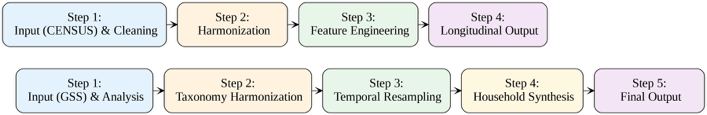 Step 1:
Input (CENSUS) & Cleaning
Step 2:
Harmonization
Step 3:
Feature Engineering
Step 4:
Longitudinal Output
Step 1:
Input (GSS) & Analysis
Step 2:
Taxonomy Harmonization
Step 3:
Temporal Resampling
Step 4:
Household Synthesis
Step 5:
Final Output